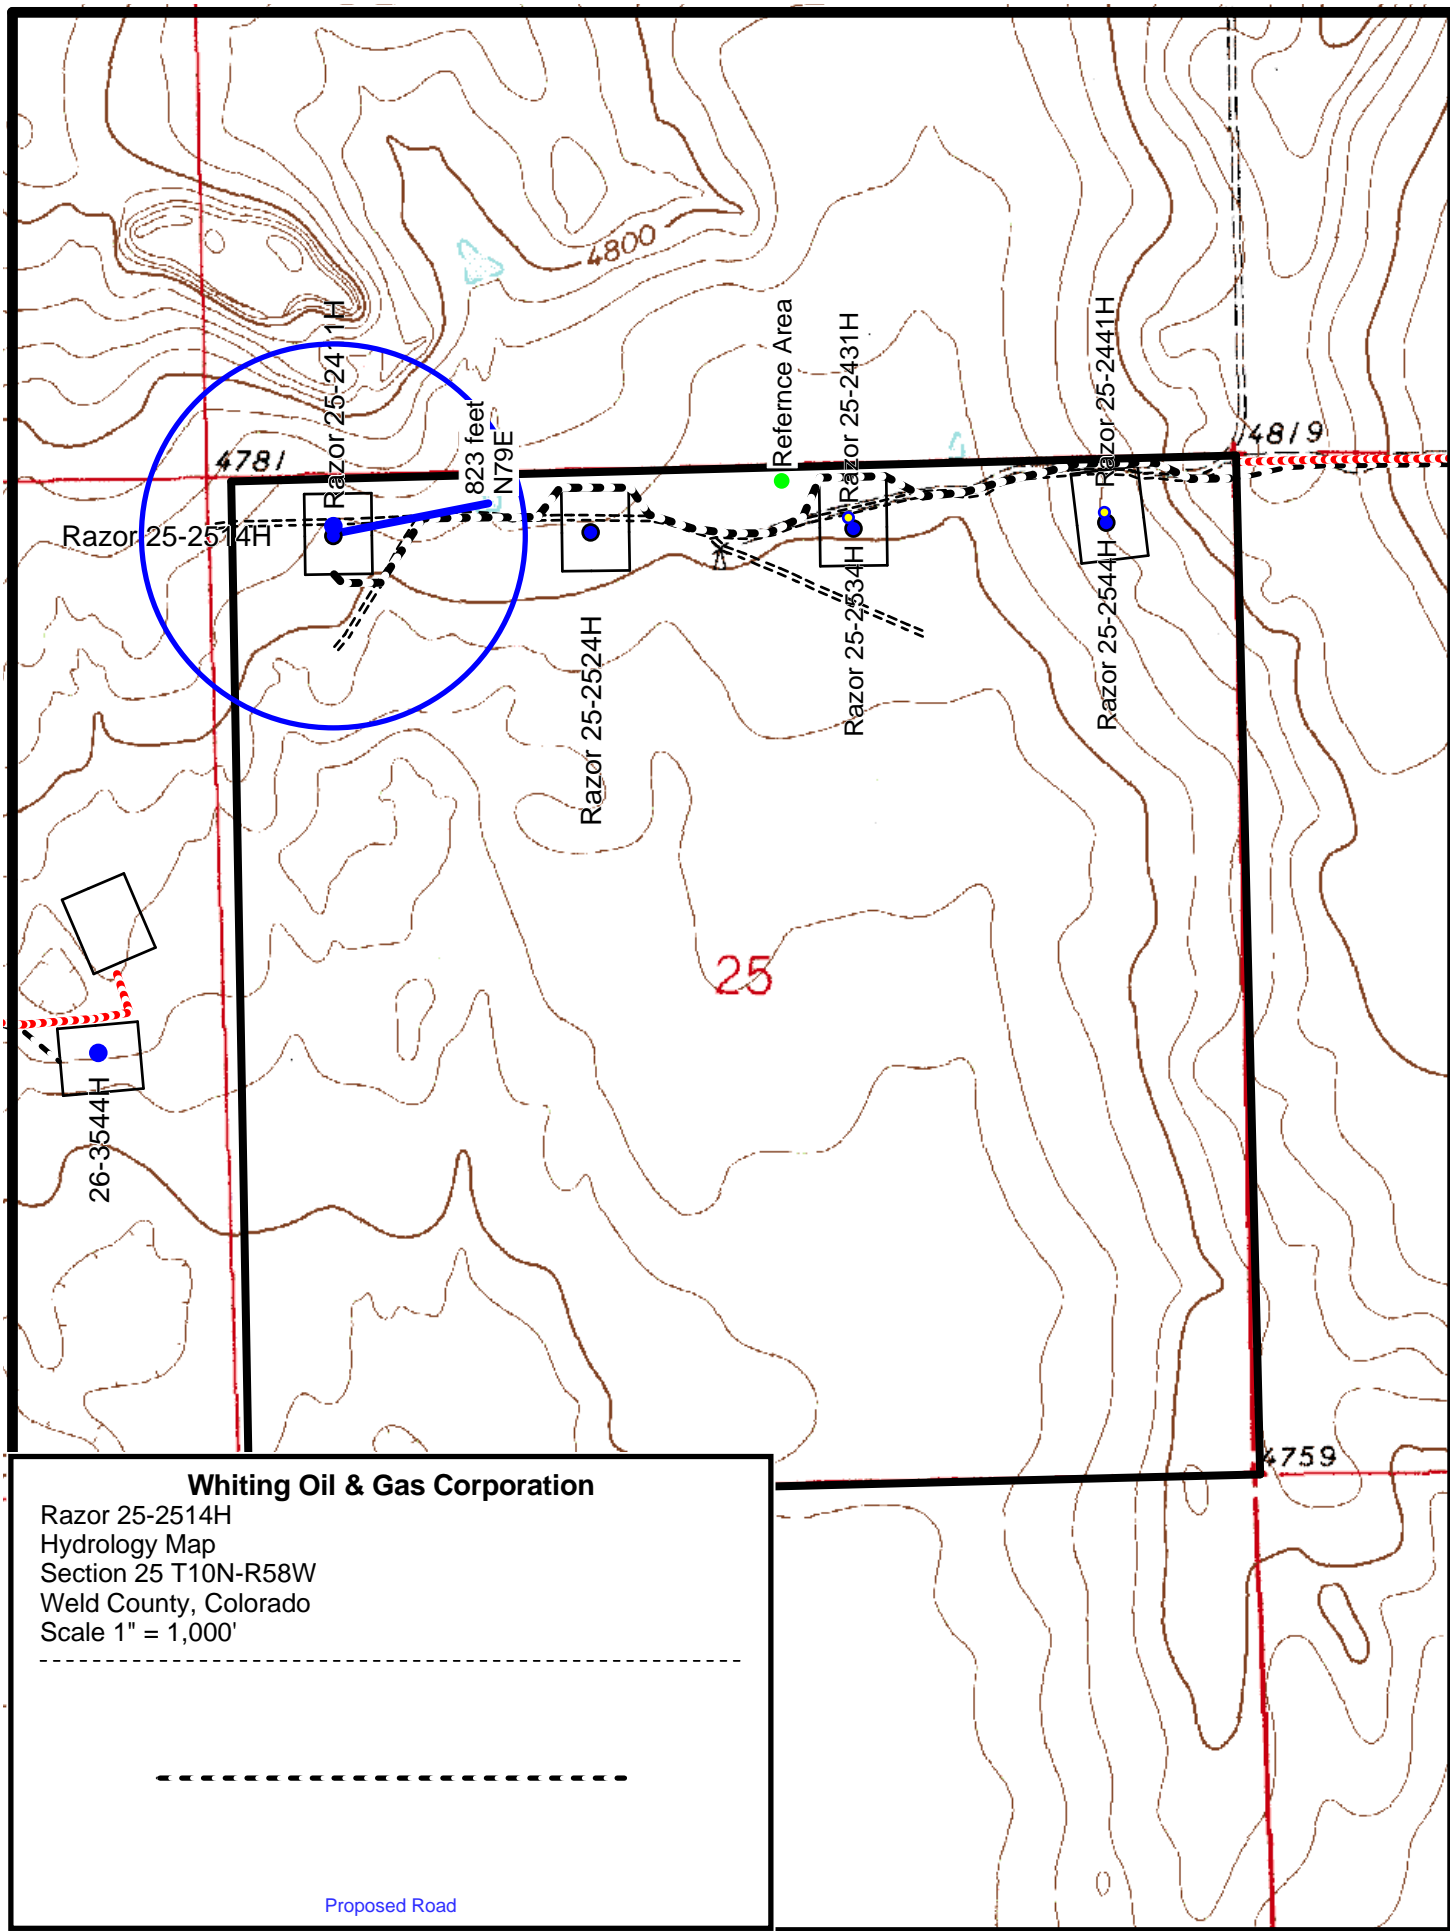 4800
Razor 25-2411H
Refernce Area
Razor 25-2431H
Razor 25-2441H
4819
4781
823 feet
N79E
Razor 25-2514H
Razor 25-2524H
Razor 25-2534H
Razor 25-2544H
25
26-3544H
4759
Whiting Oil & Gas Corporation
Razor 25-2514H
Hydrology Map
Section 25 T10N-R58W
Weld County, Colorado
Scale 1" = 1,000'
Proposed Road